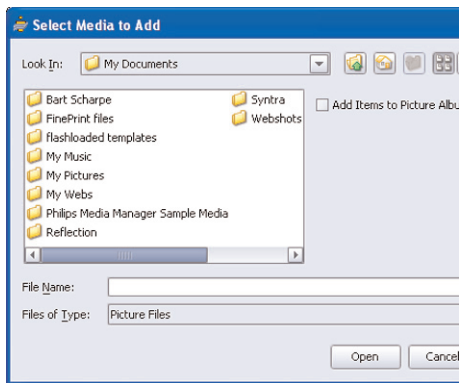 Select Media to Add
Look In: My Documents
Bart Scharpe
FinePrint files
flashloaded templates
My Music
My Pictures
My Webs
Philips Media Manager Sample Media
Reflection
Syntra
Webshots
Add Items to Picture Albu
File Name:
Files of Type: Picture Files
Open Cancel